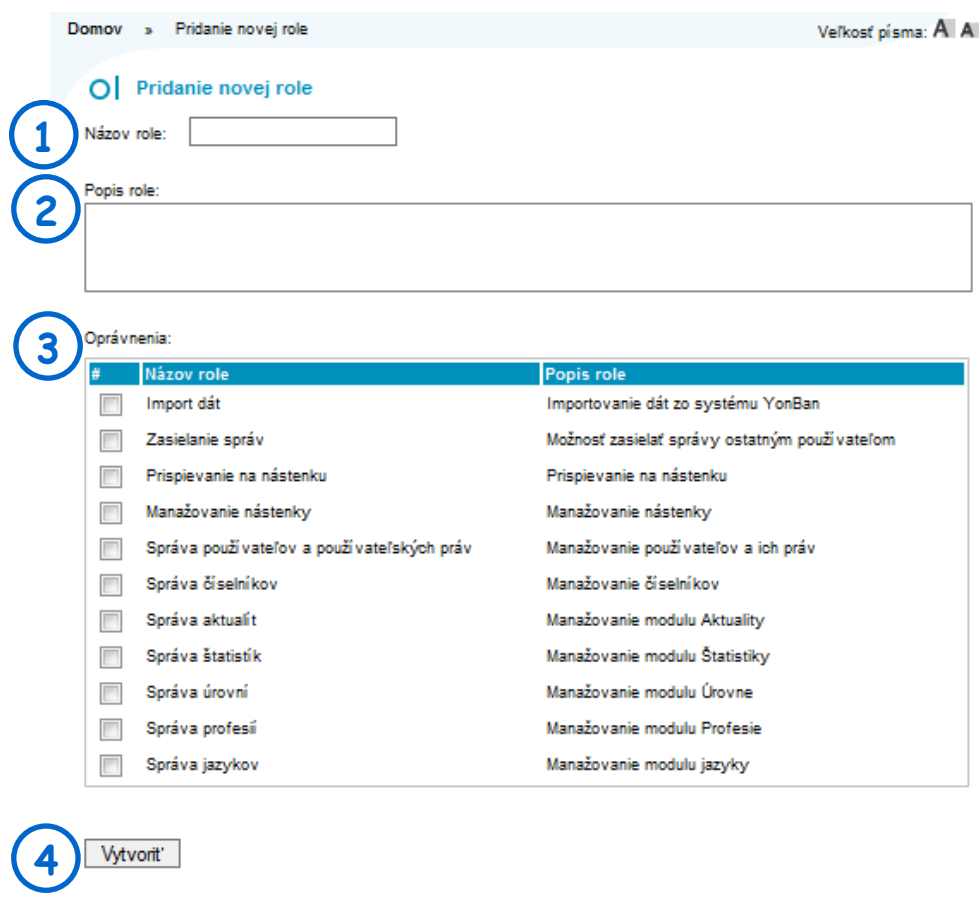 Domov » Pridanie novej role Veľkosť písma: A A
Pridanie novej role
1 Názov role:
Popis role:
2
3 Oprávnenia:
# Názov role Popis role
Import dát Importovanie dát zo systému YonBan
Zasielanie správ Možnosť zasielať správy ostatným používateľom
Prispievanie na nástenku Prispievanie na nástenku
Manažovanie nástenky Manažovanie nástenky
Správa používateľov a používateľských práv Manažovanie používateľov a ich práv
Správa číselníkov Manažovanie číselníkov
Správa aktualít Manažovanie modulu Aktuality
Správa štatistík Manažovanie modulu Štatistiky
Správa úrovní Manažovanie modulu Úrovne
Správa profesií Manažovanie modulu Profesie
Správa jazykov Manažovanie modulu jazyky
4 Vytvoriť